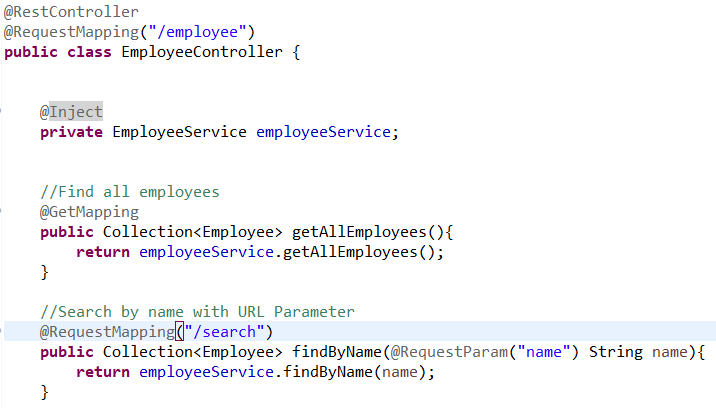 @RestController
@RequestMapping("/employee")
public class EmployeeController {
@Inject
private EmployeeService employeeService;
//Find all employees
@GetMapping
public Collection<Employee> getAllEmployees(){
return employeeService.getAllEmployees();
}
//Search by name with URL Parameter
@RequestMapping("/search")
public Collection<Employee> findByName(@RequestParam("name") String name){
return employeeService.findByName(name);
}